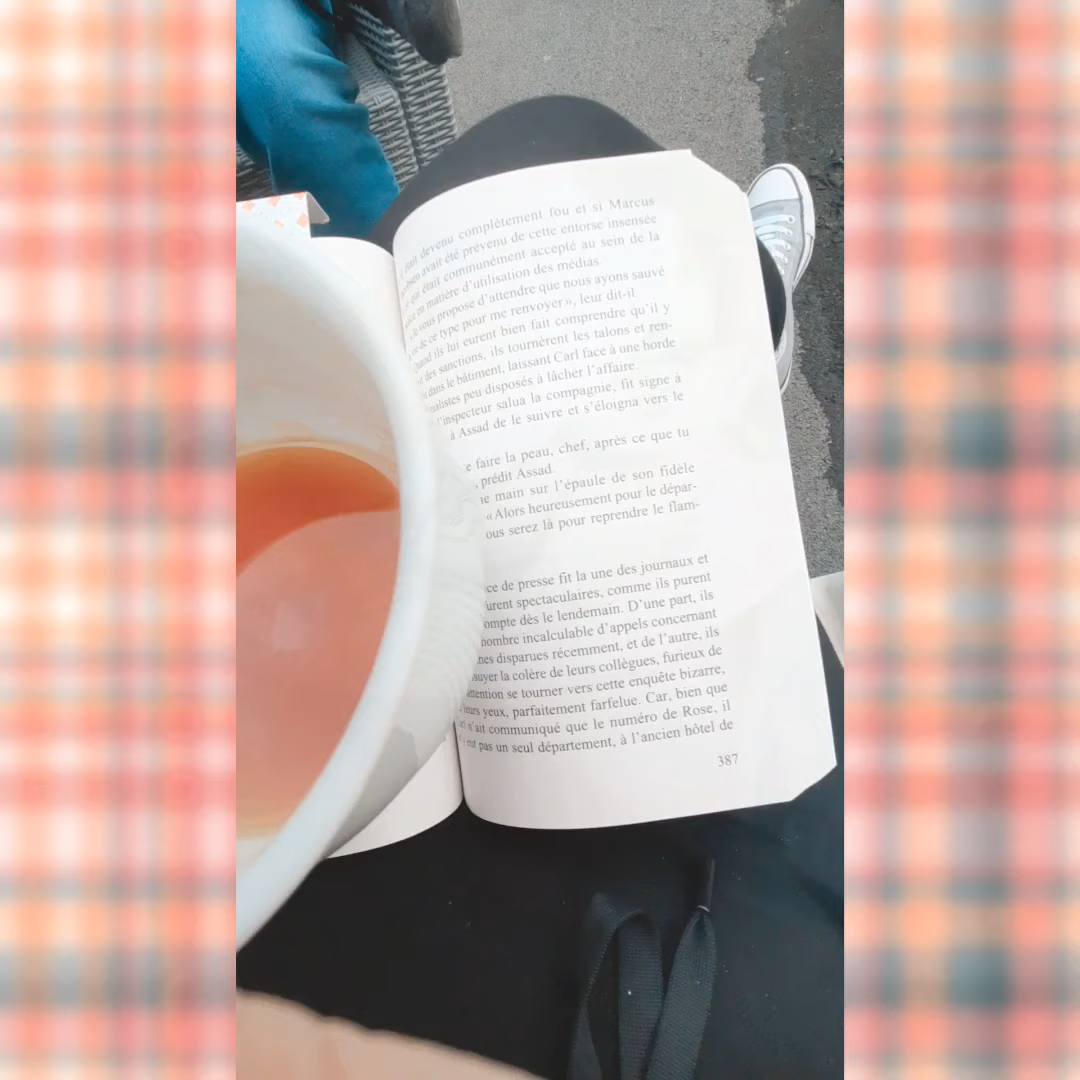 était devenu complètement fou et si Marcus
avait été prévenu de cette entorse insensée
qui était communément accepté au sein de la
en matière d'utilisation des médias.
vous propose d'attendre que nous ayons sauvé
de ce type pour me renvoyer», leur dit-il.
Quand ils lui eurent bien fait comprendre qu'il y
des sanctions, ils tournèrent les talons et ren-
dans le bâtiment, laissant Carl face à une horde
peu disposés à lâcher l'affaire.
l'inspecteur salua la compagnie, fit signe à
à Assad de le suivre et s'éloigna vers le
faire la peau, chef, après ce que tu
, prédit Assad.
main sur l'épaule de son fidèle
«Alors heureusement pour le dépar-
ous serez là pour reprendre le flam-
ce de presse fit la une des journaux et
urent spectaculaires, comme ils purent
ompte dès le lendemain. D'une part, ils
nombre incalculable d'appels concernant
nes disparues récemment, et de l'autre, ils
suyer la colère de leurs collègues, furieux de
attention se tourner vers cette enquête bizarre,
leurs yeux, parfaitement farfelue. Car, bien que
n'ait communiqué que le numéro de Rose, il
pas un seul département, à l'ancien hôtel de
387